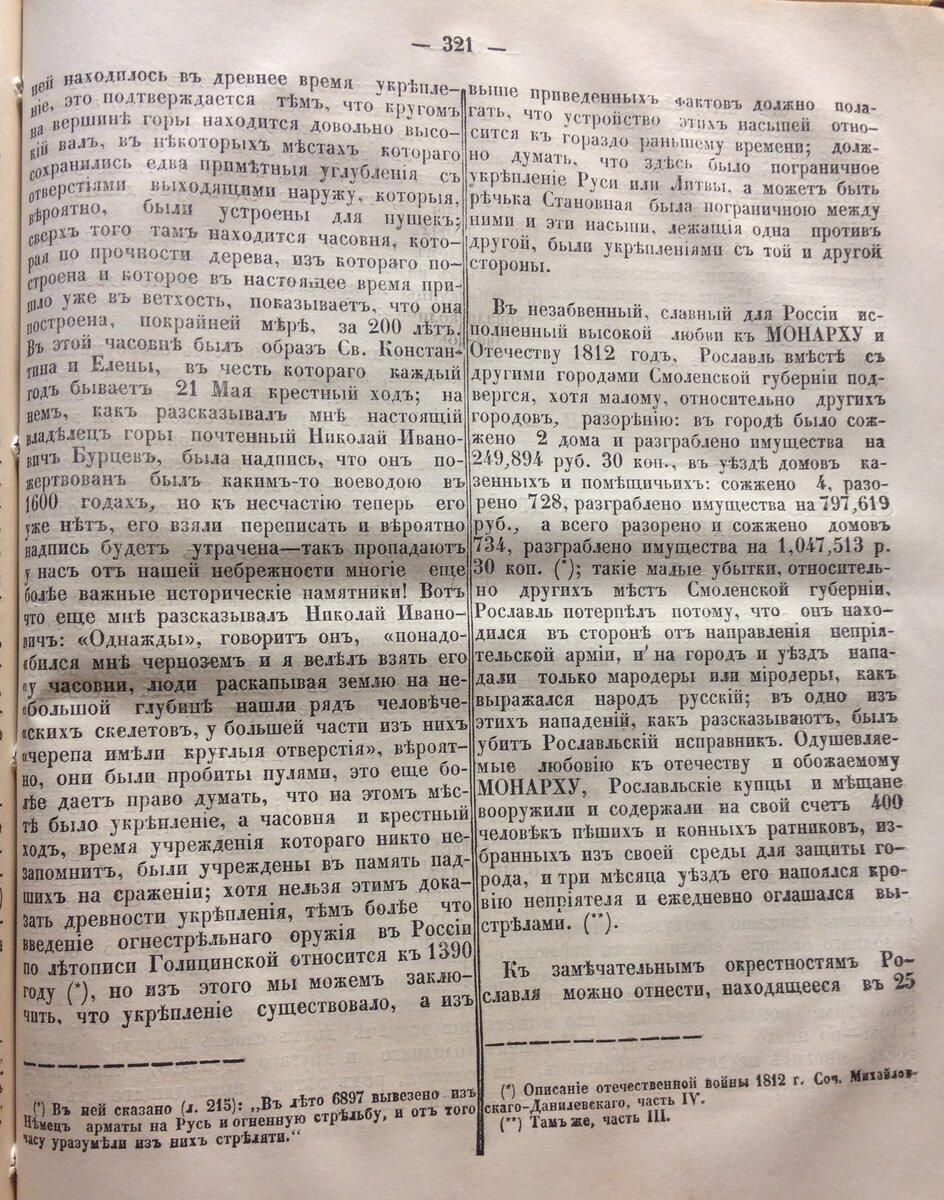 — 321 —
ней находилось въ древнее время укрѣпле-
ніе, это подтверждается тѣмъ, что кругомъ
на вершинѣ горы находится довольно высо-
кій валъ, въ нѣкоторыхъ мѣстахъ котораго
сохранились едва примѣтныя углубленія съ
отверстіями выходящими наружу, которыя,
вѣроятно, были устроены для пушекъ;
сверхъ того тамъ находится часовня, кото-
рая по прочности дерева, изъ котораго по-
строена и которое въ настоящее время при-
шло уже въ ветхость, показываетъ, что она
построена, покрайней мѣрѣ, за 200 лѣтъ.
Въ этой часовнѣ былъ образъ Св. Констан-
тина и Елены, въ честь котораго каждый
годъ бываетъ 21 Мая крестный ходъ; на
немъ, какъ разсказывалъ мнѣ настоящій
владѣлецъ горы почтенный Николай Ивано-
вичъ Бурцевъ, была надпись, что онъ по-
жертвованъ былъ какимъ-то воеводою въ
1600 годахъ, но къ несчастію теперь его
уже нѣтъ, его взяли переписать и вѣроятно
надпись будетъ утрачена—такъ пропадаютъ
у насъ отъ нашей небрежности многіе еще
болѣе важные историческіе памятники! Вотъ
что еще мнѣ разсказывалъ Николай Ивано-
вичъ: «Однажды», говоритъ онъ, «понадо-
«бился мнѣ черноземъ и я велѣлъ взять его
«у часовни, люди раскапывая землю на не-
«большой глубинѣ нашли рядъ человѣче-
«скихъ скелетовъ, у большей части изъ нихъ
«черепа имѣли круглыя отверстія», вѣроят-
но, они были пробиты пулями, это еще бо-
лѣе даетъ право думать, что на этомъ мѣс-
тѣ было укрѣпленіе, а часовня и крестный
ходъ, время учрежденія котораго никто не-
запомнитъ, были учреждены въ память пад-
шихъ на сраженіи; хотя нельзя этимъ дока-
зать древности укрѣпленія, тѣмъ болѣе что
введеніе огнестрѣльнаго оружія въ Россіи
по лѣтописи Голицинской относится къ 1390
году (*), но изъ этого мы можемъ заклю-
чить, что укрѣпленіе существовало, а изъ
(*) Въ ней сказано (л. 215): „Въ лѣто 6897 вывезено изъ
Нѣмецъ арматы на Русь и огненную стрѣльбу, и отъ того
часу уразумѣли изъ нихъ стрѣляти.“
выше приведенныхъ фактовъ должно пола-
гать, что устройство этихъ насыпей отно-
сится къ гораздо раньшему времени; долж-
но думать, что здѣсь было пограничное
укрѣпленіе Руси или Литвы, а можетъ быть
рѣчька Становная была пограничною между
ними и эти насыпи, лежащія одна противъ
другой, были укрѣпленіями съ той и другой
стороны.
Въ незабвенный, славный для Россіи ис-
полненный высокой любви къ МОНАРХУ и
Отечеству 1812 годъ, Рославль вмѣстѣ съ
другими городами Смоленской губерніи под-
вергся, хотя малому, относительно другихъ
городовъ, разорѣнію: въ городѣ было сож-
жено 2 дома и разграблено имущества на
249,894 руб. 30 коп., въ уѣздѣ домовъ ка-
зенныхъ и помѣщичьихъ: сожжено 4, разо-
рено 728, разграблено имущества на 797,619
руб., а всего разорено и сожжено домовъ
734, разграблено имущества на 1,047,513 р.
30 коп. (*); такіе малые убытки, относитель-
но другихъ мѣстъ Смоленской губерніи,
Рославль потерпѣлъ потому, что онъ нахо-
дился въ сторонѣ отъ направленія непрія-
тельской арміи, и на городъ и уѣздъ напа-
дали только мародеры или міродеры, какъ
выражался народъ русскій; въ одно изъ
этихъ нападеній, какъ разсказываютъ, былъ
убитъ Рославльскій исправникъ. Одушевляе-
мые любовію къ отечеству и обожаемому
МОНАРХУ, Рославльскіе купцы и мѣщане
вооружили и содержали на свой счетъ 400
человѣкъ пѣшихъ и конныхъ ратниковъ, из-
бранныхъ изъ своей среды для защиты го-
рода, и три мѣсяца уѣздъ его напоялся кро-
вію непріятеля и ежедневно оглашался вы-
стрѣлами. (**).
Къ замѣчательнымъ окрестностямъ Ро-
славля можно отнести, находящееся въ 25
(*) Описаніе отечественной войны 1812 г. Соч. Михайлов-
скаго-Данилевскаго, часть IV.
(**) Тамъ же, часть III.